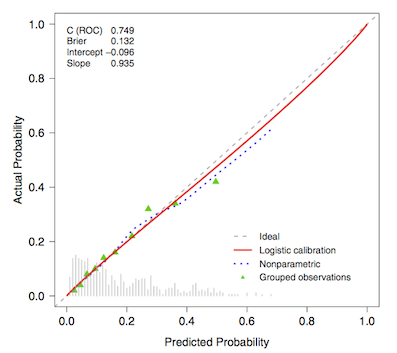 C (ROC) 0.749
Brier 0.132
Intercept −0.096
Slope 0.935
1.0
0.8
0.6
0.4
0.2
0.0
Actual Probability
Ideal
Logistic calibration
Nonparametric
Grouped observations
0.0 0.2 0.4 0.6 0.8 1.0
Predicted Probability